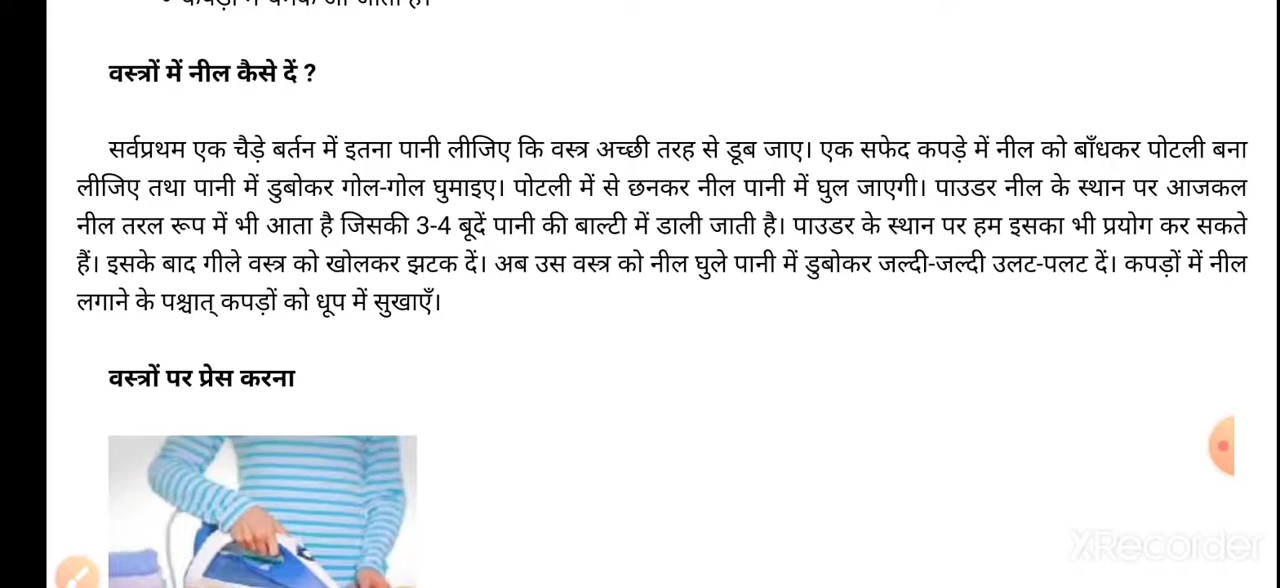 वस्त्रों में नील कैसे दें ?
सर्वप्रथम एक चैड़े बर्तन में इतना पानी लीजिए कि वस्त्र अच्छी तरह से डूब जाए। एक सफेद कपड़े में नील को बाँधकर पोटली बना
लीजिए तथा पानी में डुबोकर गोल-गोल घुमाइए। पोटली में से छनकर नील पानी में घुल जाएगी। पाउडर नील के स्थान पर आजकल
नील तरल रूप में भी आता है जिसकी 3-4 बूदें पानी की बाल्टी में डाली जाती है। पाउडर के स्थान पर हम इसका भी प्रयोग कर सकते
हैं। इसके बाद गीले वस्त्र को खोलकर झटक दें। अब उस वस्त्र को नील घुले पानी में डुबोकर जल्दी-जल्दी उलट-पलट दें। कपड़ों में नील
लगाने के पश्चात् कपड़ों को धूप में सुखाएँ।
वस्त्रों पर प्रेस करना
XRecorder